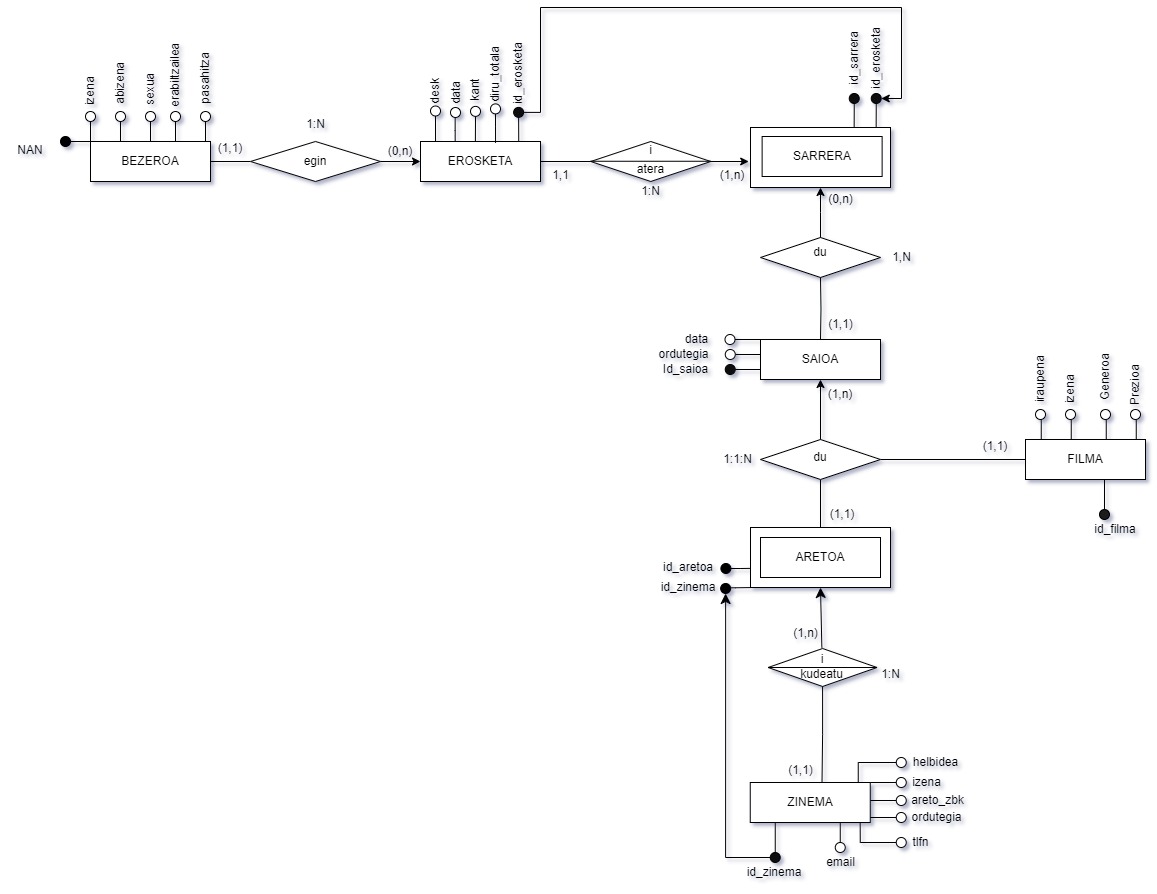 izena
abizena
sexua
erabiltzailea
pasahitza
NAN
BEZEROA
(1,1)
1:N
egin
(0,n)
desk
data
kant
diru_totala
id_erosketa
EROSKETA
1,1
i
atera
1:N
(1,n)
id_sarrera
id_erosketa
SARRERA
(0,n)
du
1,N
(1,1)
data
ordutegia
Id_saioa
SAIOA
(1,n)
1:1:N
du
(1,1)
iraupena
izena
Generoa
Prezioa
FILMA
id_filma
(1,1)
ARETOA
id_aretoa
id_zinema
(1,n)
i
kudeatu
1:N
(1,1)
ZINEMA
helbidea
izena
areto_zbk
ordutegia
tlfn
email
id_zinema